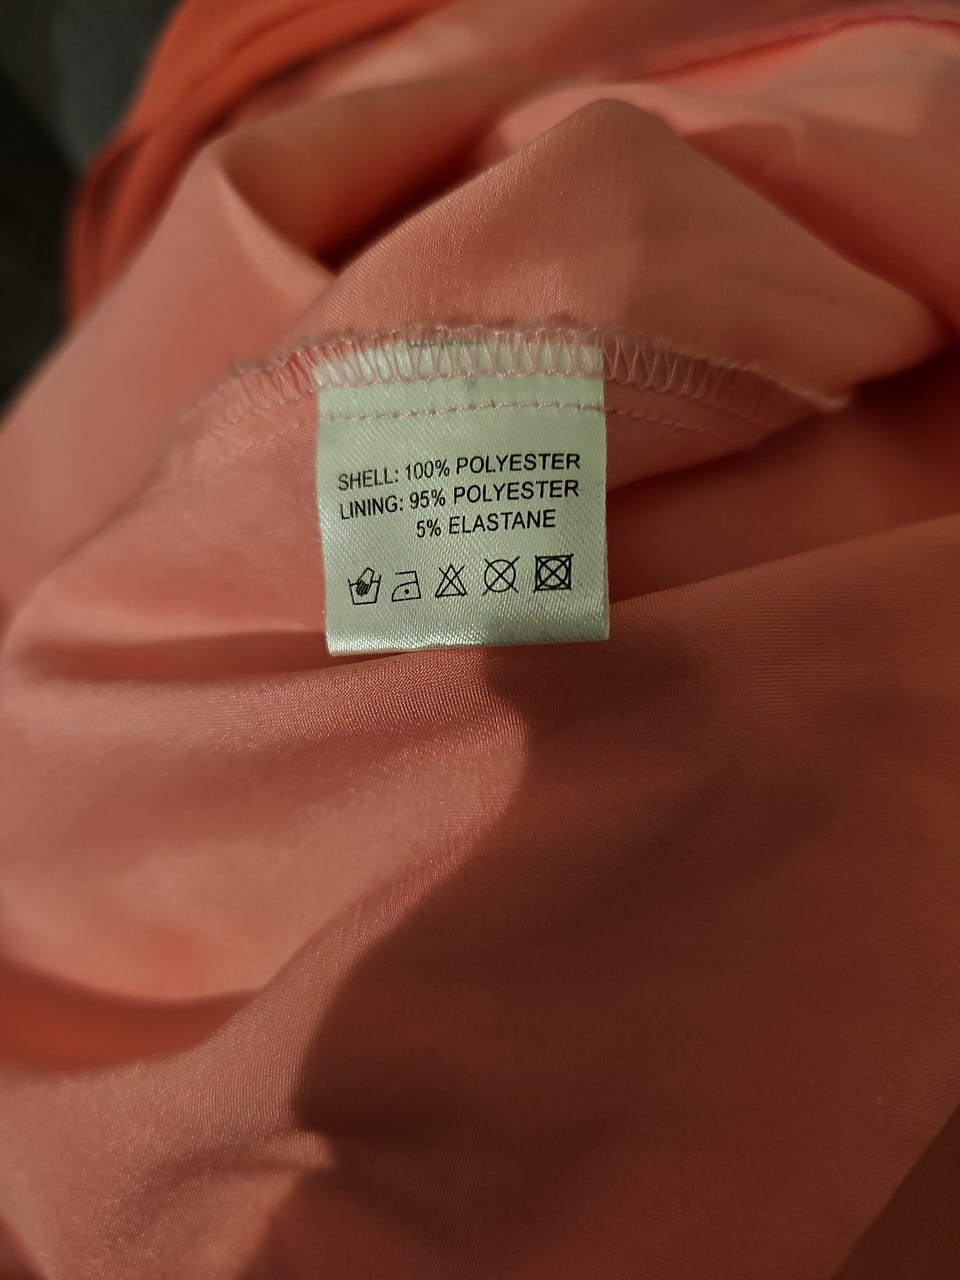 SHELL: 100% POLYESTER
LINING: 95% POLYESTER
5% ELASTANE